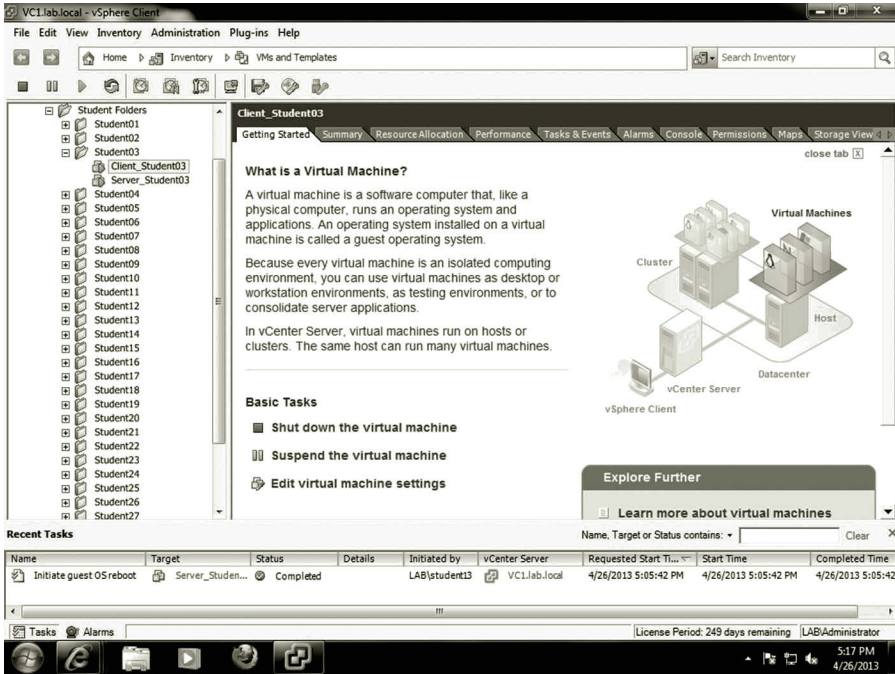 VC1.lab.local - vSphere Client
File Edit View Inventory Administration Plug-ins Help
Home Inventory VMs and Templates
Search Inventory
Student Folders
Student01
Student02
Student03
Client_Student03
Server_Student03
Student04
Student05
Student06
Student07
Student08
Student09
Student10
Student11
Student12
Student13
Student14
Student15
Student16
Student17
Student18
Student19
Student20
Student21
Student22
Student23
Student24
Student25
Student26
Student27
Client_Student03
Getting Started Summary Resource Allocation Performance Tasks & Events Alarms Console Permissions Maps Storage View
close tab X
What is a Virtual Machine?
A virtual machine is a software computer that, like a
physical computer, runs an operating system and
applications. An operating system installed on a virtual
machine is called a guest operating system.
Because every virtual machine is an isolated computing
environment, you can use virtual machines as desktop or
workstation environments, as testing environments, or to
consolidate server applications.
In vCenter Server, virtual machines run on hosts or
clusters. The same host can run many virtual machines.
Basic Tasks
Shut down the virtual machine
Suspend the virtual machine
Edit virtual machine settings
Virtual Machines
Cluster
Host
Datacenter
vCenter Server
vSphere Client
Explore Further
Learn more about virtual machines
Recent Tasks
Name, Target or Status contains:
Clear
Name Target Status Details Initiated by vCenter Server Requested Start Ti... Start Time Completed Time
Initiate guest OS reboot Server_Studen... Completed LAB\student13 VC1.lab.local 4/26/2013 5:05:42 PM 4/26/2013 5:05:42 PM 4/26/2013 5:05:42
Tasks Alarms
License Period: 249 days remaining LAB\Administrator
5:17 PM
4/26/2013